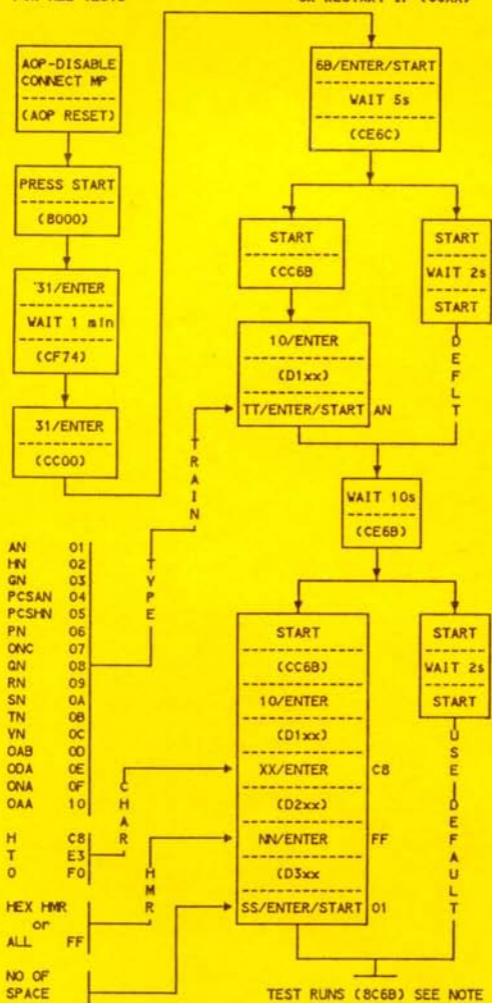 AOP-DISABLE
CONNECT MP
(AOP RESET)
PRESS START
(B000)
31/ENTER
WAIT 1 min
(CF74)
31/ENTER
(CC00)
6B/ENTER/START
WAIT 5s
(CE6C)
START
(CC6B
10/ENTER
(D1xx)
TT/ENTER/START AN
START
WAIT 2s
START
DEFLT
TRAIN TYPE
WAIT 10s
(CE6B)
AN 01
HN 02
GN 03
PCSAN 04
PCSHN 05
PN 06
ONC 07
QN 08
RN 09
SN 0A
TN 0B
YN 0C
OAB 0D
ODA 0E
ONA 0F
OAA 10
H C8
T E3
0 F0
CHAR
HEX HMR
or
ALL FF
HMR
NO OF
SPACE
START
(CC6B)
10/ENTER
(D1xx)
XX/ENTER C8
(D2xx)
NN/ENTER FF
(D3xx
SS/ENTER/START 01
START
WAIT 2s
START
USE DEFAULT
TEST RUNS (8C6B) SEE NOTE